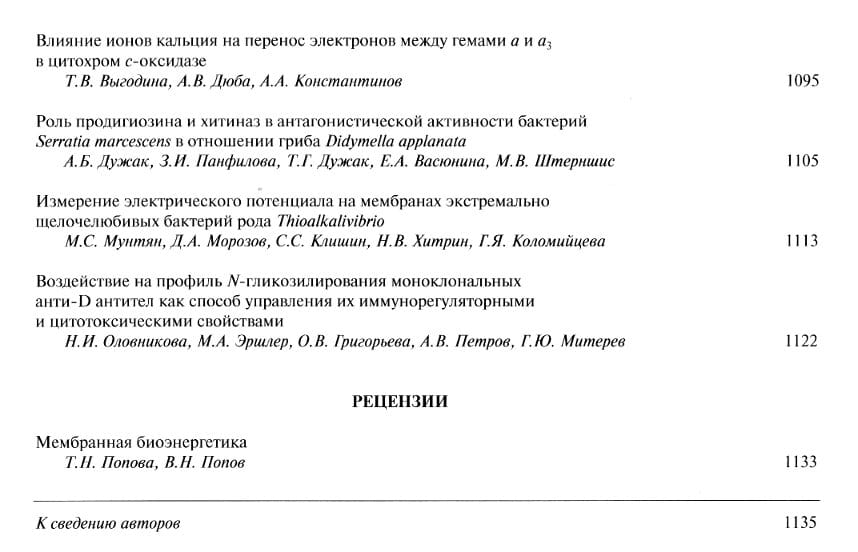 Влияние ионов кальция на перенос электронов между гемами a и a3
в цитохром c-оксидазе
Т.В. Выгодина, А.В. Дюба, А.А. Константинов 1095
Роль продигиозина и хитиназ в антагонистической активности бактерий
Serratia marcescens в отношении гриба Didymella applanata
А.Б. Дужак, З.И. Панфилова, Т.Г. Дужак, Е.А. Васюнина, М.В. Штерншис 1105
Измерение электрического потенциала на мембранах экстремально
щелочелюбивых бактерий рода Thioalkalivibrio
М.С. Мунтян, Д.А. Морозов, С.С. Клишин, Н.В. Хитрин, Г.Я. Коломийцева 1113
Воздействие на профиль N-гликозилирования моноклональных
анти-D антител как способ управления их иммунорегуляторными
и цитотоксическими свойствами
Н.И. Оловникова, М.А. Эршлер, О.В. Григорьева, А.В. Петров, Г.Ю. Митерев 1122
РЕЦЕНЗИИ
Мембранная биоэнергетика
Т.Н. Попова, В.Н. Попов 1133
К сведению авторов 1135